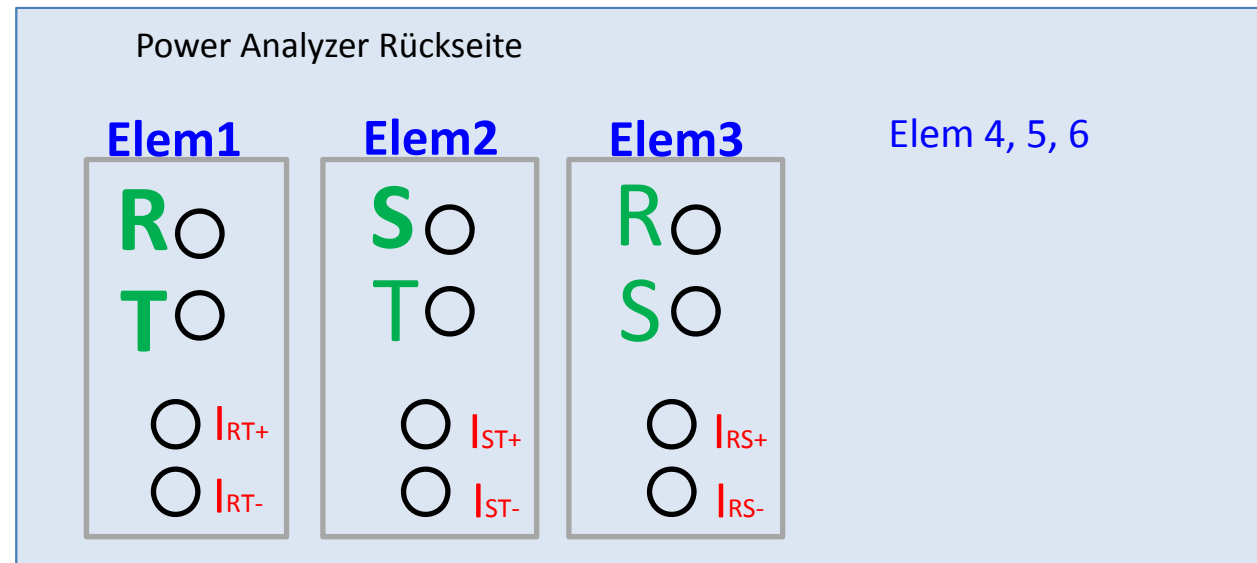 Power Analyzer Rückseite
Elem1 Elem2 Elem3 Elem 4, 5, 6
R S R
T T S
IRT+ IST+ IRS+
IRT- IST- IRS-